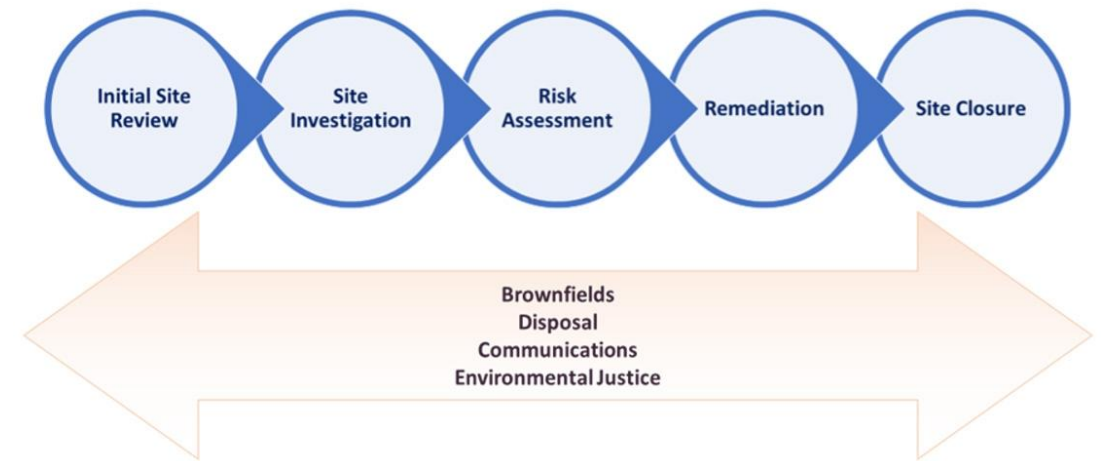 Initial Site
Review
Site
Investigation
Risk
Assessment
Remediation
Site Closure
Brownfields
Disposal
Communications
Environmental Justice